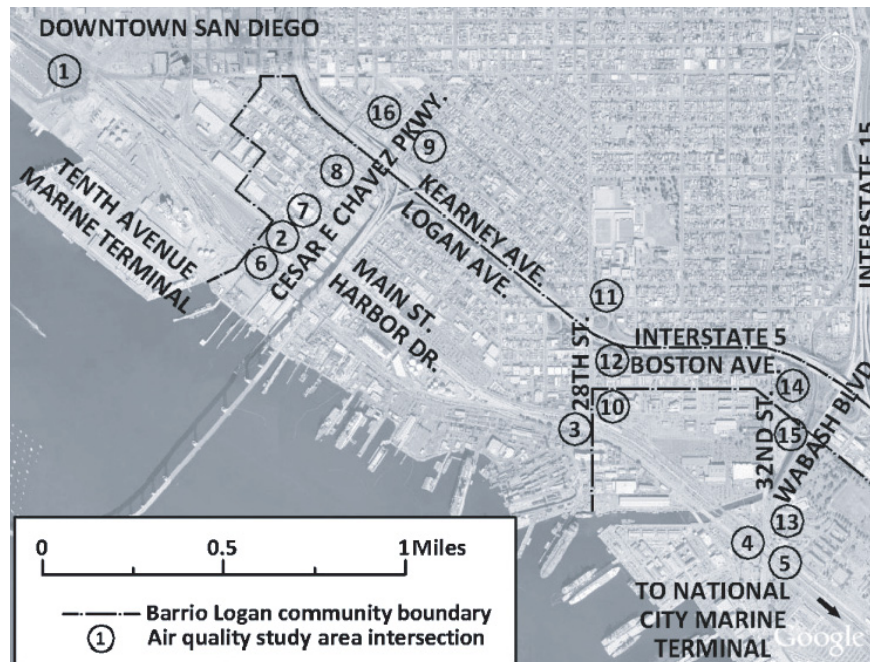 DOWNTOWN SAN DIEGO
1
16
9
8
7
2
6
CESAR E CHAVEZ PKWY.
TENTH AVENUE
MARINE TERMINAL
KEARNEY AVE.
LOGAN AVE.
MAIN ST.
HARBOR DR.
INTERSTATE 15
11
INTERSTATE 5
12
BOSTON AVE.
28TH ST.
10
3
14
15
32ND ST.
WABASH BLVD
13
4
5
TO NATIONAL
CITY MARINE
TERMINAL
Google
0 0.5 1 Miles
Barrio Logan community boundary
1 Air quality study area intersection